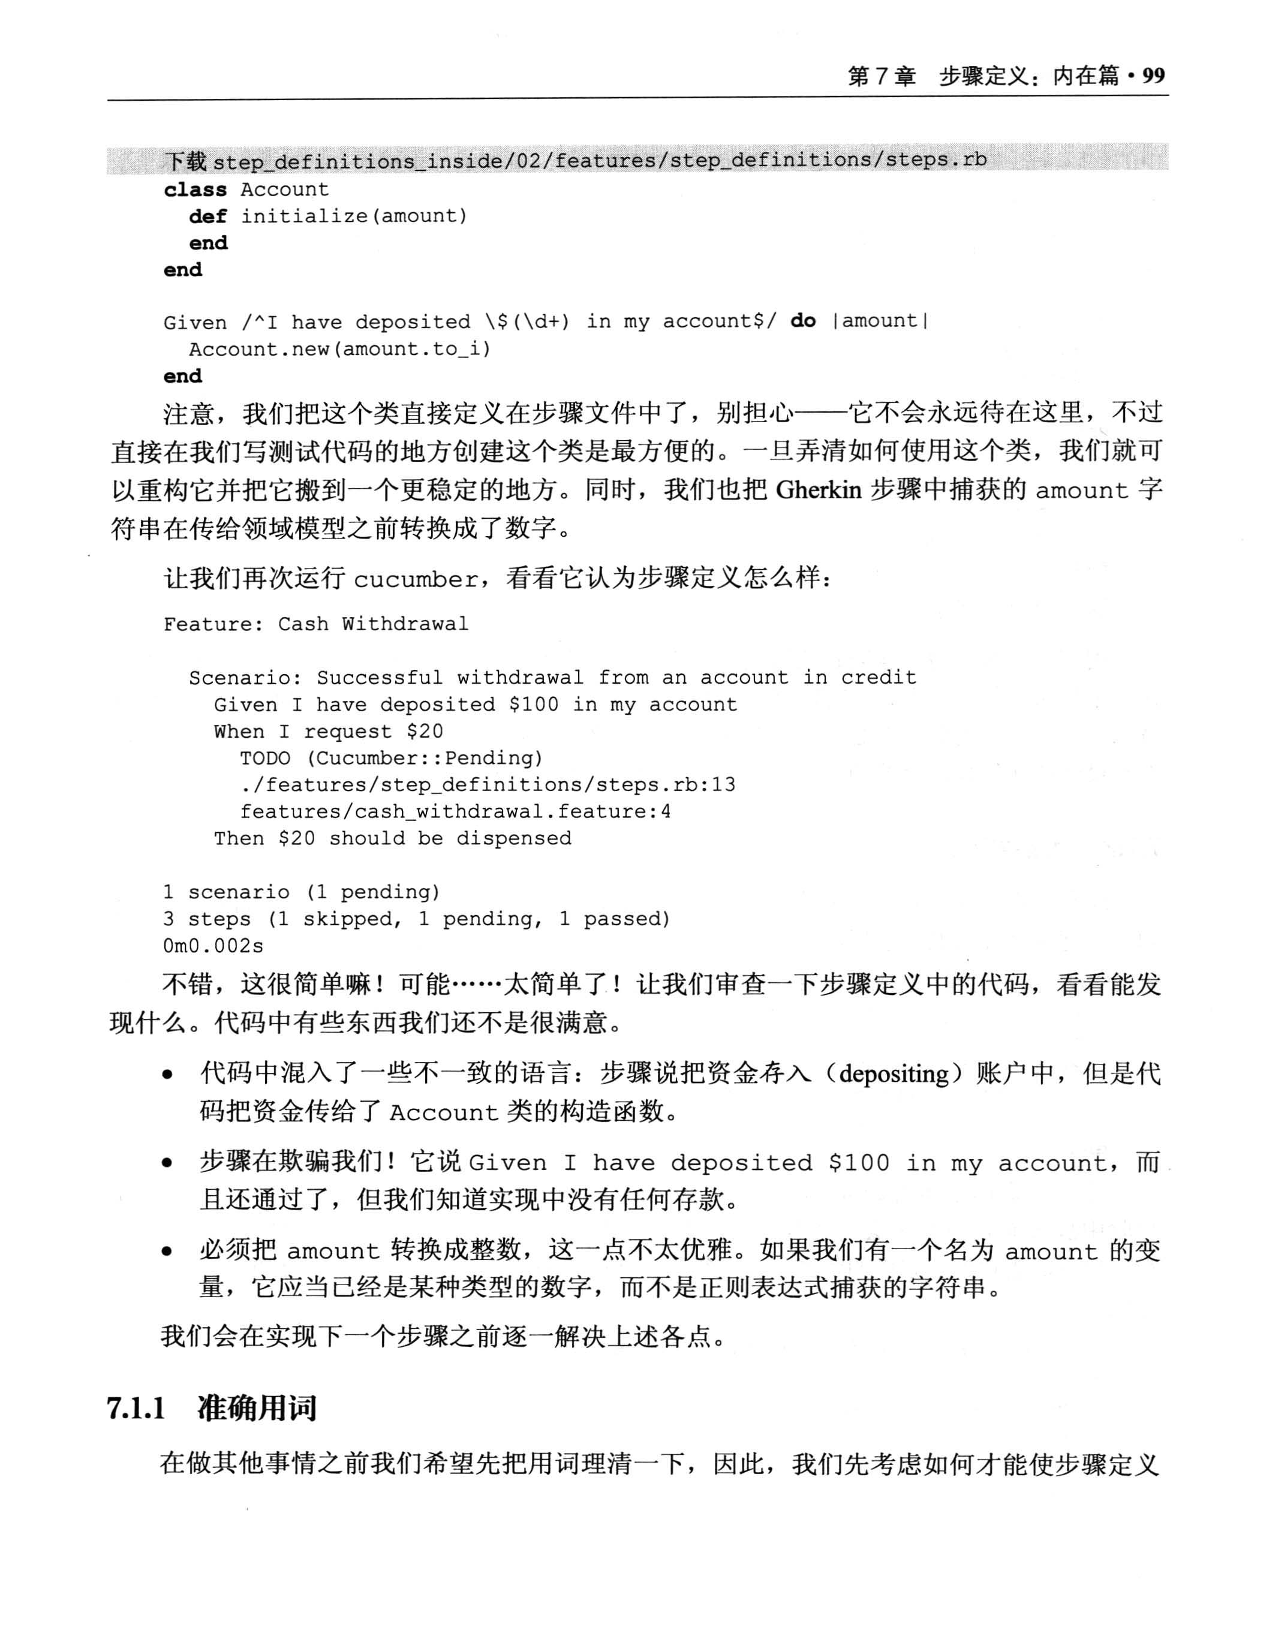 第 7 章　步骤定义：内在篇 • 99
下载 step_definitions_inside/02/features/step_definitions/steps.rb
class Account
  def initialize(amount)
  end
end
Given /^I have deposited \$(\d+) in my account$/ do |amount|
  Account.new(amount.to_i)
end
注意，我们把这个类直接定义在步骤文件中了，别担心——它不会永远待在这里，不过
直接在我们写测试代码的地方创建这个类是最方便的。一旦弄清如何使用这个类，我们就可
以重构它并把它搬到一个更稳定的地方。同时，我们也把 Gherkin 步骤中捕获的 amount 字
符串在传给领域模型之前转换成了数字。
让我们再次运行 cucumber，看看它认为步骤定义怎么样：
Feature: Cash Withdrawal
  Scenario: Successful withdrawal from an account in credit
    Given I have deposited $100 in my account
    When I request $20
      TODO (Cucumber::Pending)
      ./features/step_definitions/steps.rb:13
      features/cash_withdrawal.feature:4
    Then $20 should be dispensed
1 scenario (1 pending)
3 steps (1 skipped, 1 pending, 1 passed)
0m0.002s
不错，这很简单嘛！可能……太简单了！让我们审查一下步骤定义中的代码，看看能发
现什么。代码中有些东西我们还不是很满意。
• 代码中混入了一些不一致的语言：步骤说把资金存入（depositing）账户中，但是代
码把资金传给了 Account 类的构造函数。
• 步骤在欺骗我们！它说 Given I have deposited $100 in my account，而
且还通过了，但我们知道实现中没有任何存款。
• 必须把 amount 转换成整数，这一点不太优雅。如果我们有一个名为 amount 的变
量，它应当已经是某种类型的数字，而不是正则表达式捕获的字符串。
我们会在实现下一个步骤之前逐一解决上述各点。
7.1.1　准确用词
在做其他事情之前我们希望先把用词理清一下，因此，我们先考虑如何才能使步骤定义